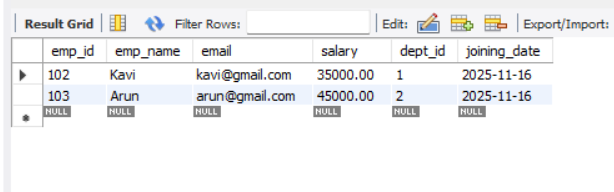 Result Grid Filter Rows: Edit: Export/Import:
emp_id emp_name email salary dept_id joining_date
102 Kavi kavi@gmail.com 35000.00 1 2025-11-16
103 Arun arun@gmail.com 45000.00 2 2025-11-16
NULL NULL NULL NULL NULL NULL